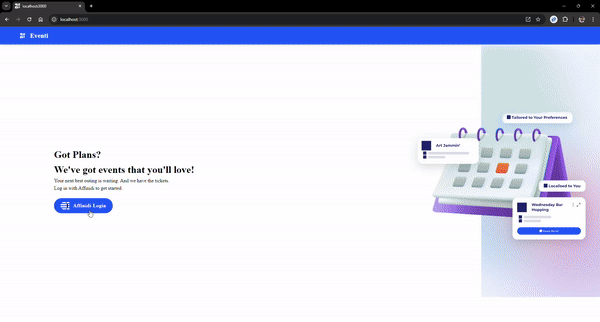 localhost:3000
localhost:3000
Eventi
Got Plans?
We've got events that you'll love!
Your next best outing is waiting. And we have the tickets.
Log in with Affinidi to get started.
Affinidi Login
Tailored to Your Preferences
Art Jammin'
Localised to You
Wednesday Bar
Hopping